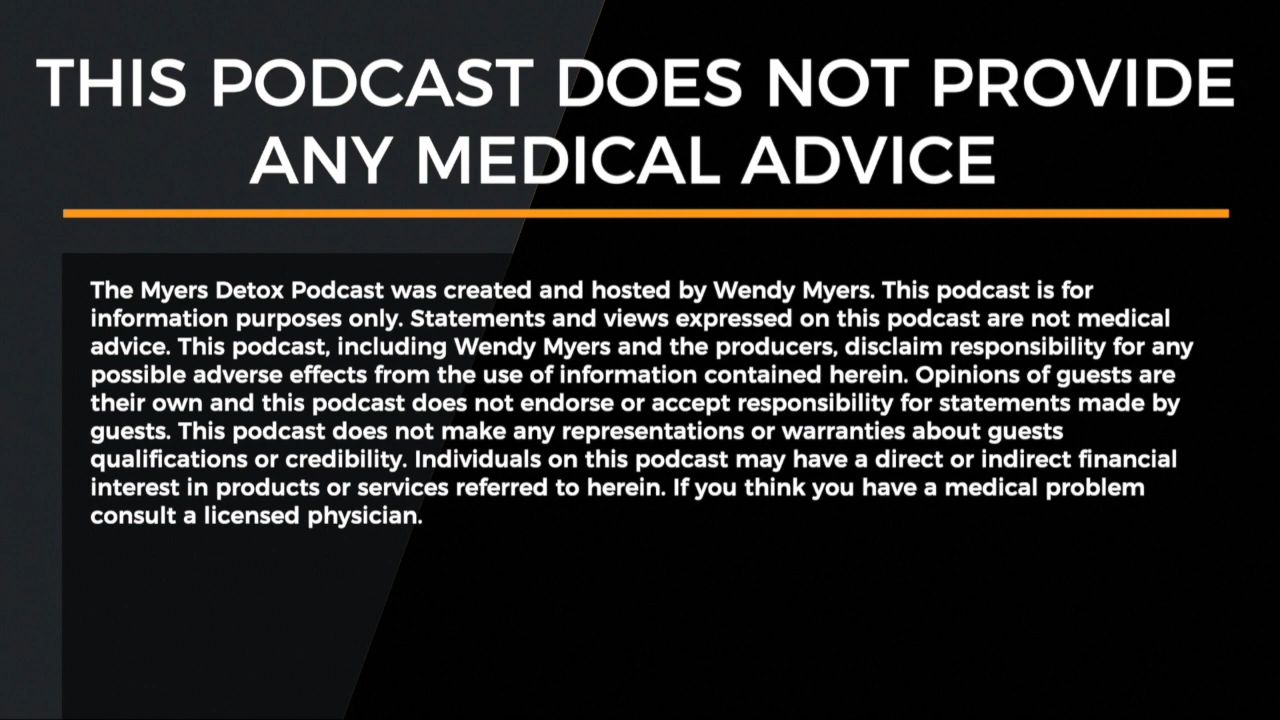 THIS PODCAST DOES NOT PROVIDE
ANY MEDICAL ADVICE
The Myers Detox Podcast was created and hosted by Wendy Myers. This podcast is for
information purposes only. Statements and views expressed on this podcast are not medical
advice. This podcast, including Wendy Myers and the producers, disclaim responsibility for any
possible adverse effects from the use of information contained herein. Opinions of guests are
their own and this podcast does not endorse or accept responsibility for statements made by
guests. This podcast does not make any representations or warranties about guests
qualifications or credibility. Individuals on this podcast may have a direct or indirect financial
interest in products or services referred to herein. If you think you have a medical problem
consult a licensed physician.